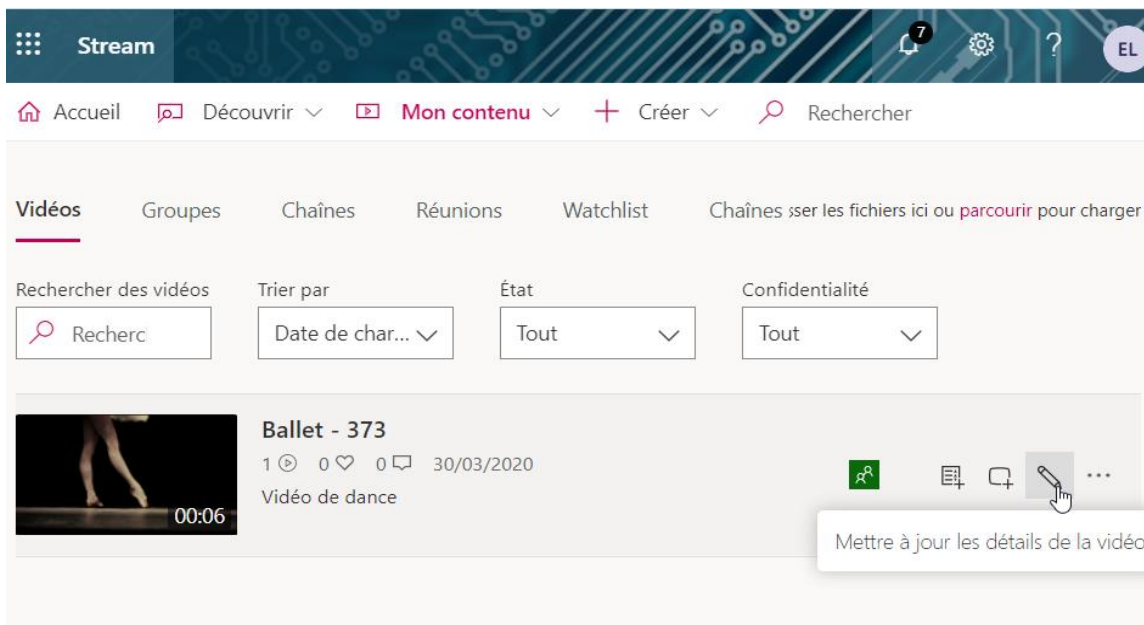 Stream
7
?
EL
Accueil Découvrir Mon contenu Créer Rechercher
Vidéos Groupes Chaînes Réunions Watchlist Chaînes sser les fichiers ici ou parcourir pour charger
Rechercher des vidéos Trier par État Confidentialité
Recherc Date de char... Tout Tout
Ballet - 373
1 0 0 30/03/2020
Vidéo de dance
00:06
Mettre à jour les détails de la vidéo